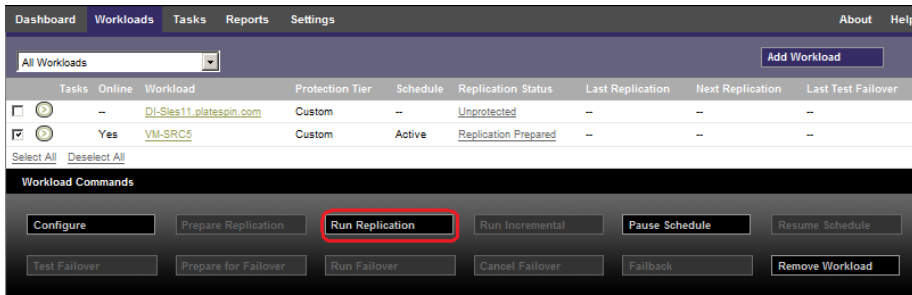 Dashboard Workloads Tasks Reports Settings About Help
All Workloads Add Workload
Tasks Online Workload Protection Tier Schedule Replication Status Last Replication Next Replication Last Test Failover
-- DI-Sles11.platespin.com Custom -- Unprotected -- -- --
Yes VM-SRC5 Custom Active Replication Prepared -- -- --
Select All Deselect All
Workload Commands
Configure Prepare Replication Run Replication Run Incremental Pause Schedule Resume Schedule
Test Failover Prepare for Failover Run Failover Cancel Failover Failback Remove Workload